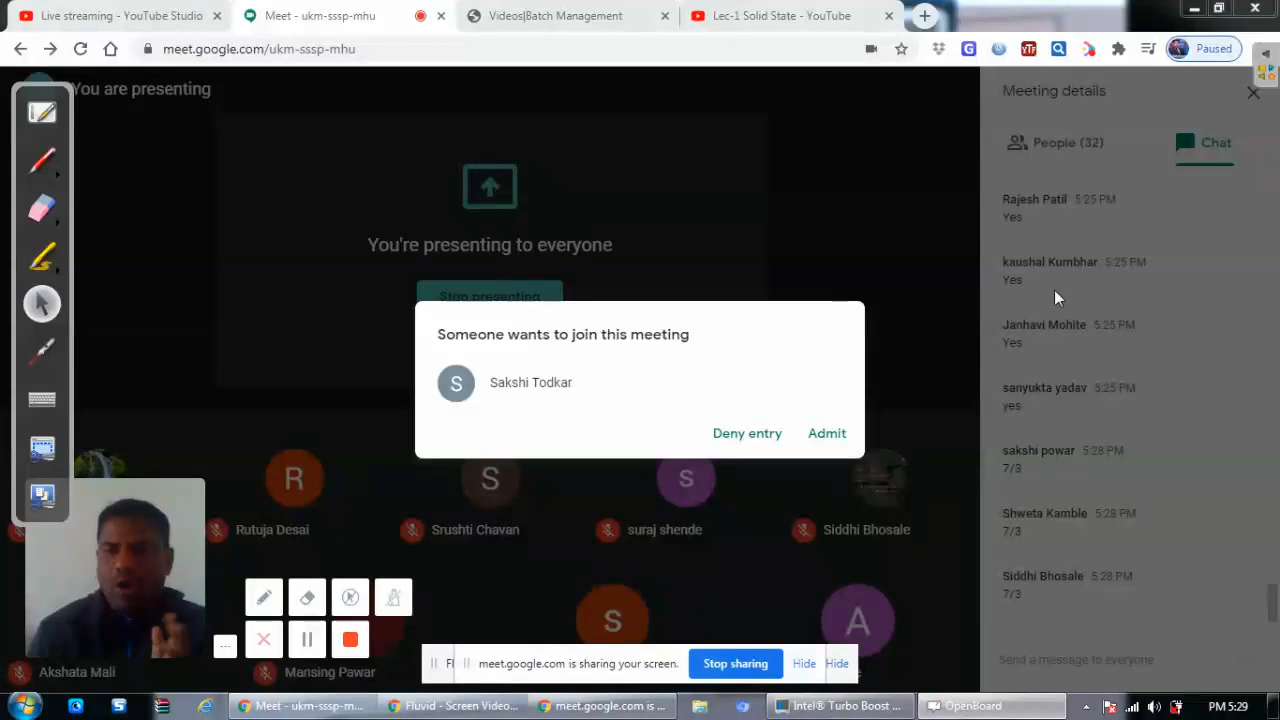 Live streaming - YouTube Studio
Meet - ukm-sssp-mhu
Videos|Batch Management
Lec-1 Solid State - YouTube
meet.google.com/ukm-sssp-mhu
Paused
You are presenting
You're presenting to everyone
Stop presenting
Someone wants to join this meeting
S
Sakshi Todkar
Deny entry
Admit
Meeting details
People (32)
Chat
Rajesh Patil 5:25 PM
Yes
kaushal Kumbhar 5:25 PM
Yes
Janhavi Mohite 5:25 PM
Yes
sanyukta yadav 5:25 PM
yes
sakshi powar 5:28 PM
7/3
Shweta Kamble 5:28 PM
7/3
Siddhi Bhosale 5:28 PM
7/3
Send a message to everyone
R
S
s
Rutuja Desai
Srushti Chavan
suraj shende
Siddhi Bhosale
S
A
Akshata Mali
Mansing Pawar
meet.google.com is sharing your screen.
Stop sharing
Hide
Hide
Meet - ukm-sssp-m...
Fluvid - Screen Video...
meet.google.com is ...
Intel® Turbo Boost ...
OpenBoard
PM 5:29